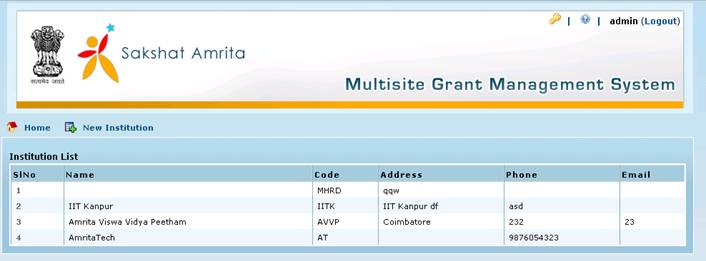 | | admin (Logout)
Sakshat Amrita
सत्यमेव जयते
Multisite Grant Management System
Home New Institution
Institution List
SlNo Name Code Address Phone Email
1 MHRD qqw
2 IIT Kanpur IITK IIT Kanpur df asd
3 Amrita Viswa Vidya Peetham AVVP Coimbatore 232 23
4 AmritaTech AT 9876054323